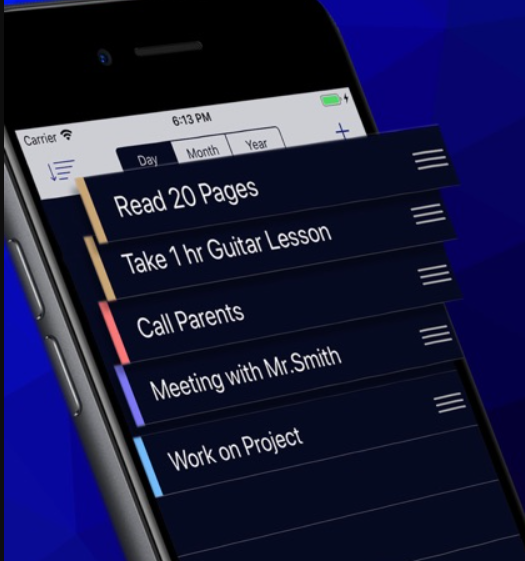 Carrier
6:13 PM
Day Month Year
Read 20 Pages
Take 1 hr Guitar Lesson
Call Parents
Meeting with Mr.Smith
Work on Project